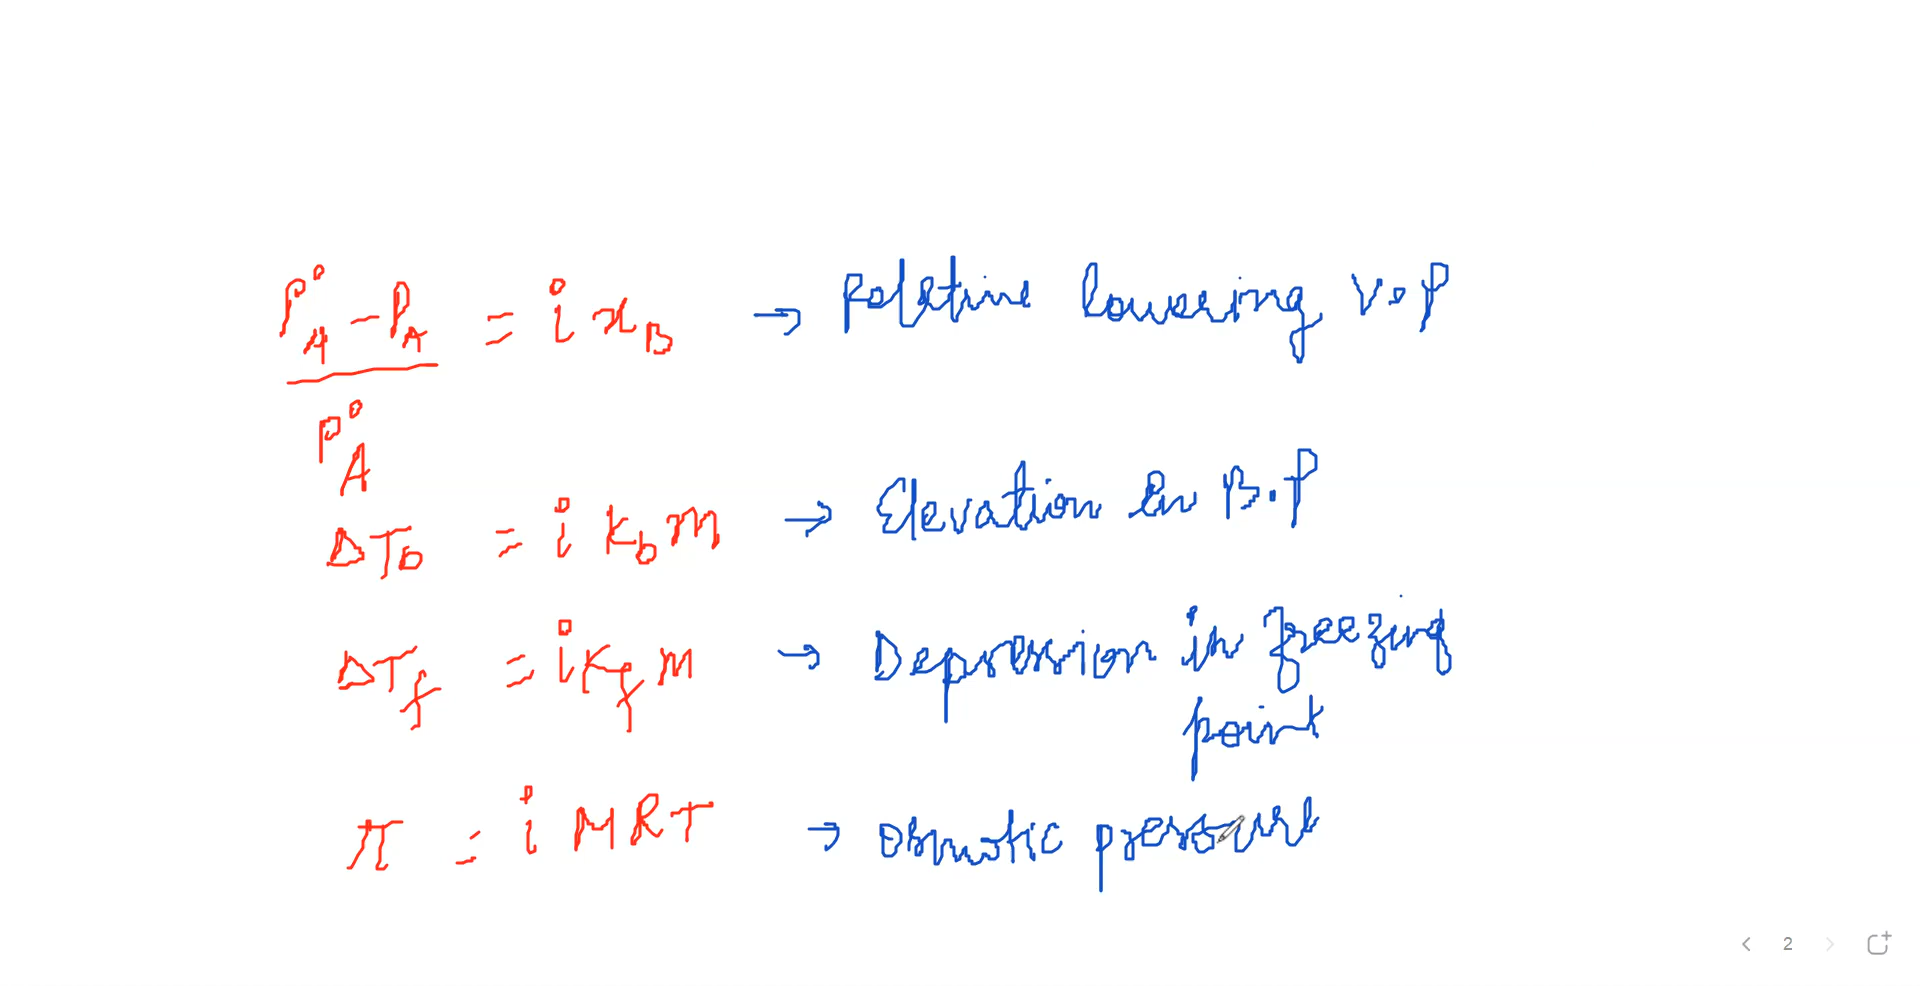 P°A - PA = i xB → Relative lowering V.P
P°A
ΔTb = i kb m → Elevation in B.P
ΔTf = i Kf m → Depression in freezing
point
π = i MRT → Osmotic pressure
2